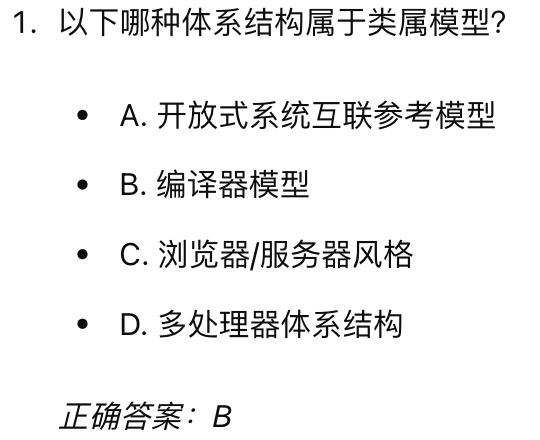 1. 以下哪种体系结构属于类属模型?
• A. 开放式系统互联参考模型
• B. 编译器模型
• C. 浏览器/服务器风格
• D. 多处理器体系结构
正确答案：B